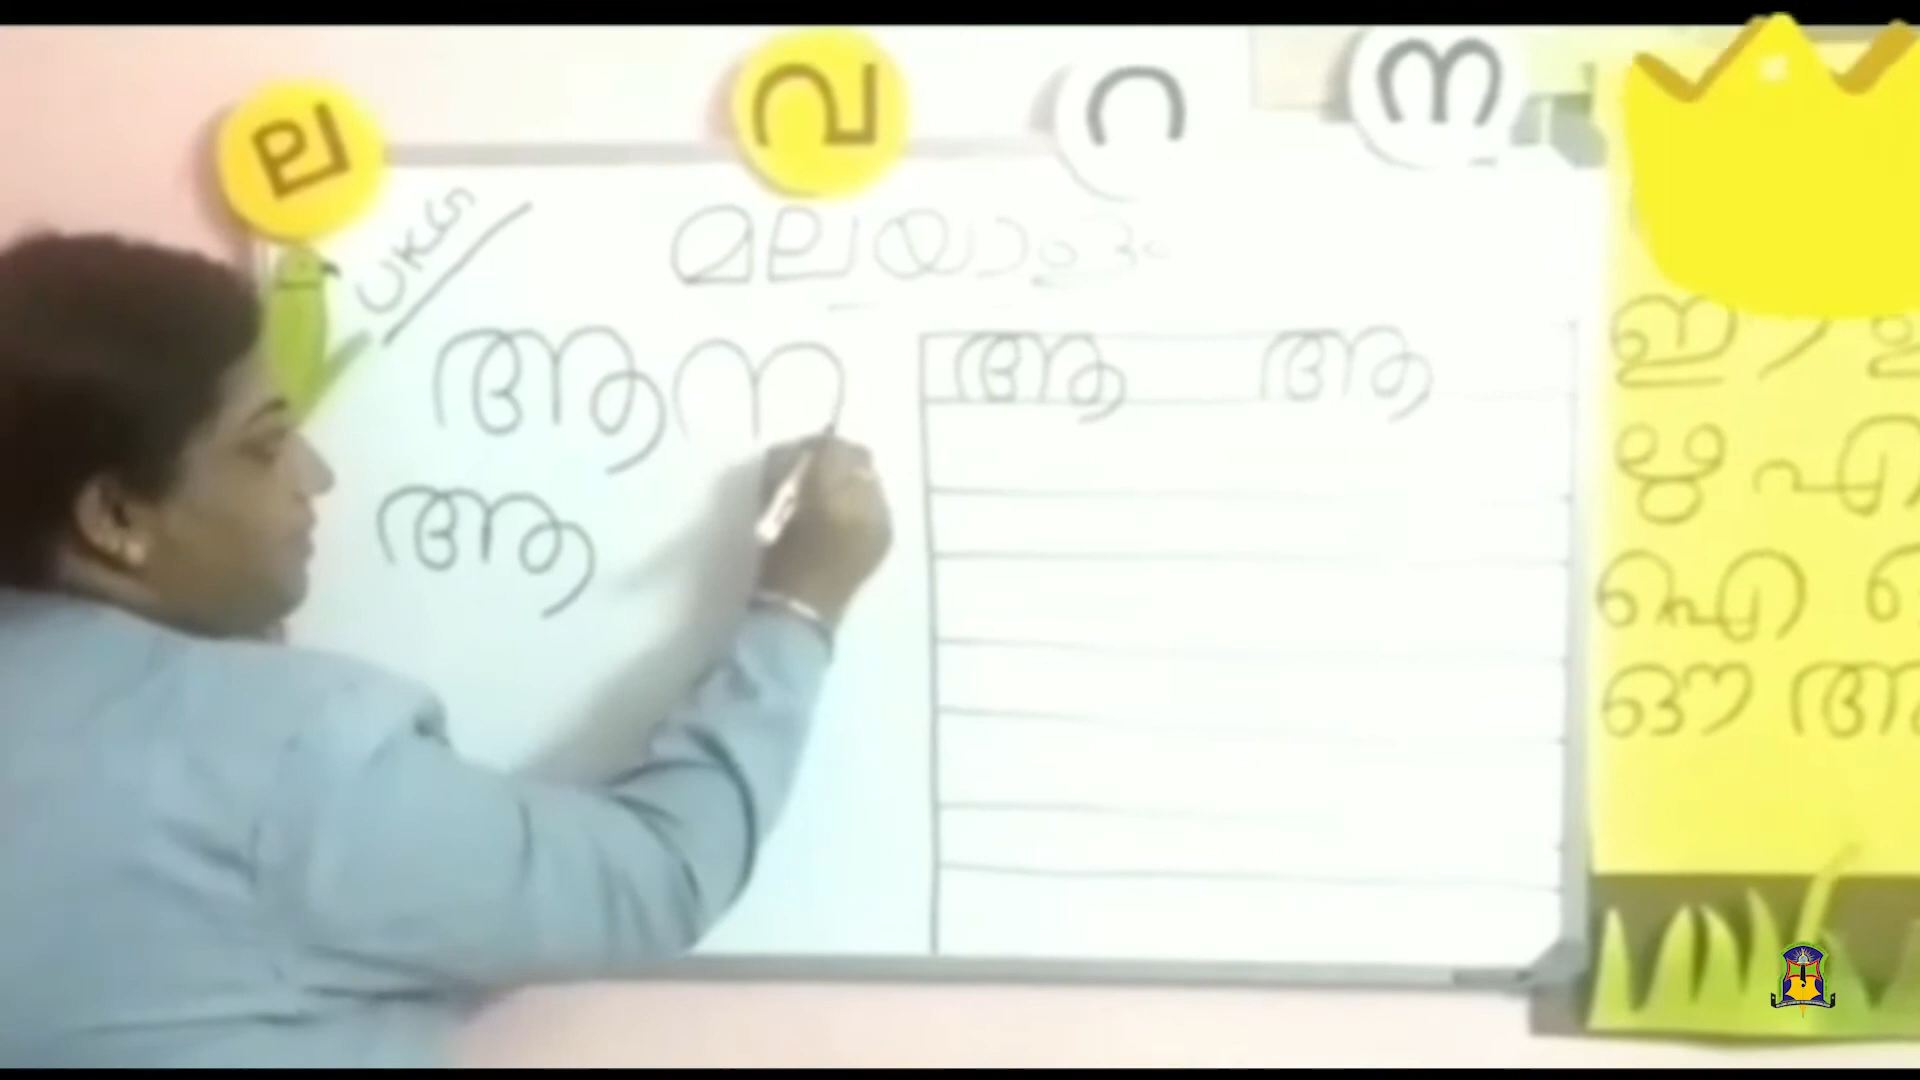 ല വ റ ന
UKG
മലയാളം
ആന
ആ ആ
ആ
ഈ
ഋ എ
ഐ
ഔ